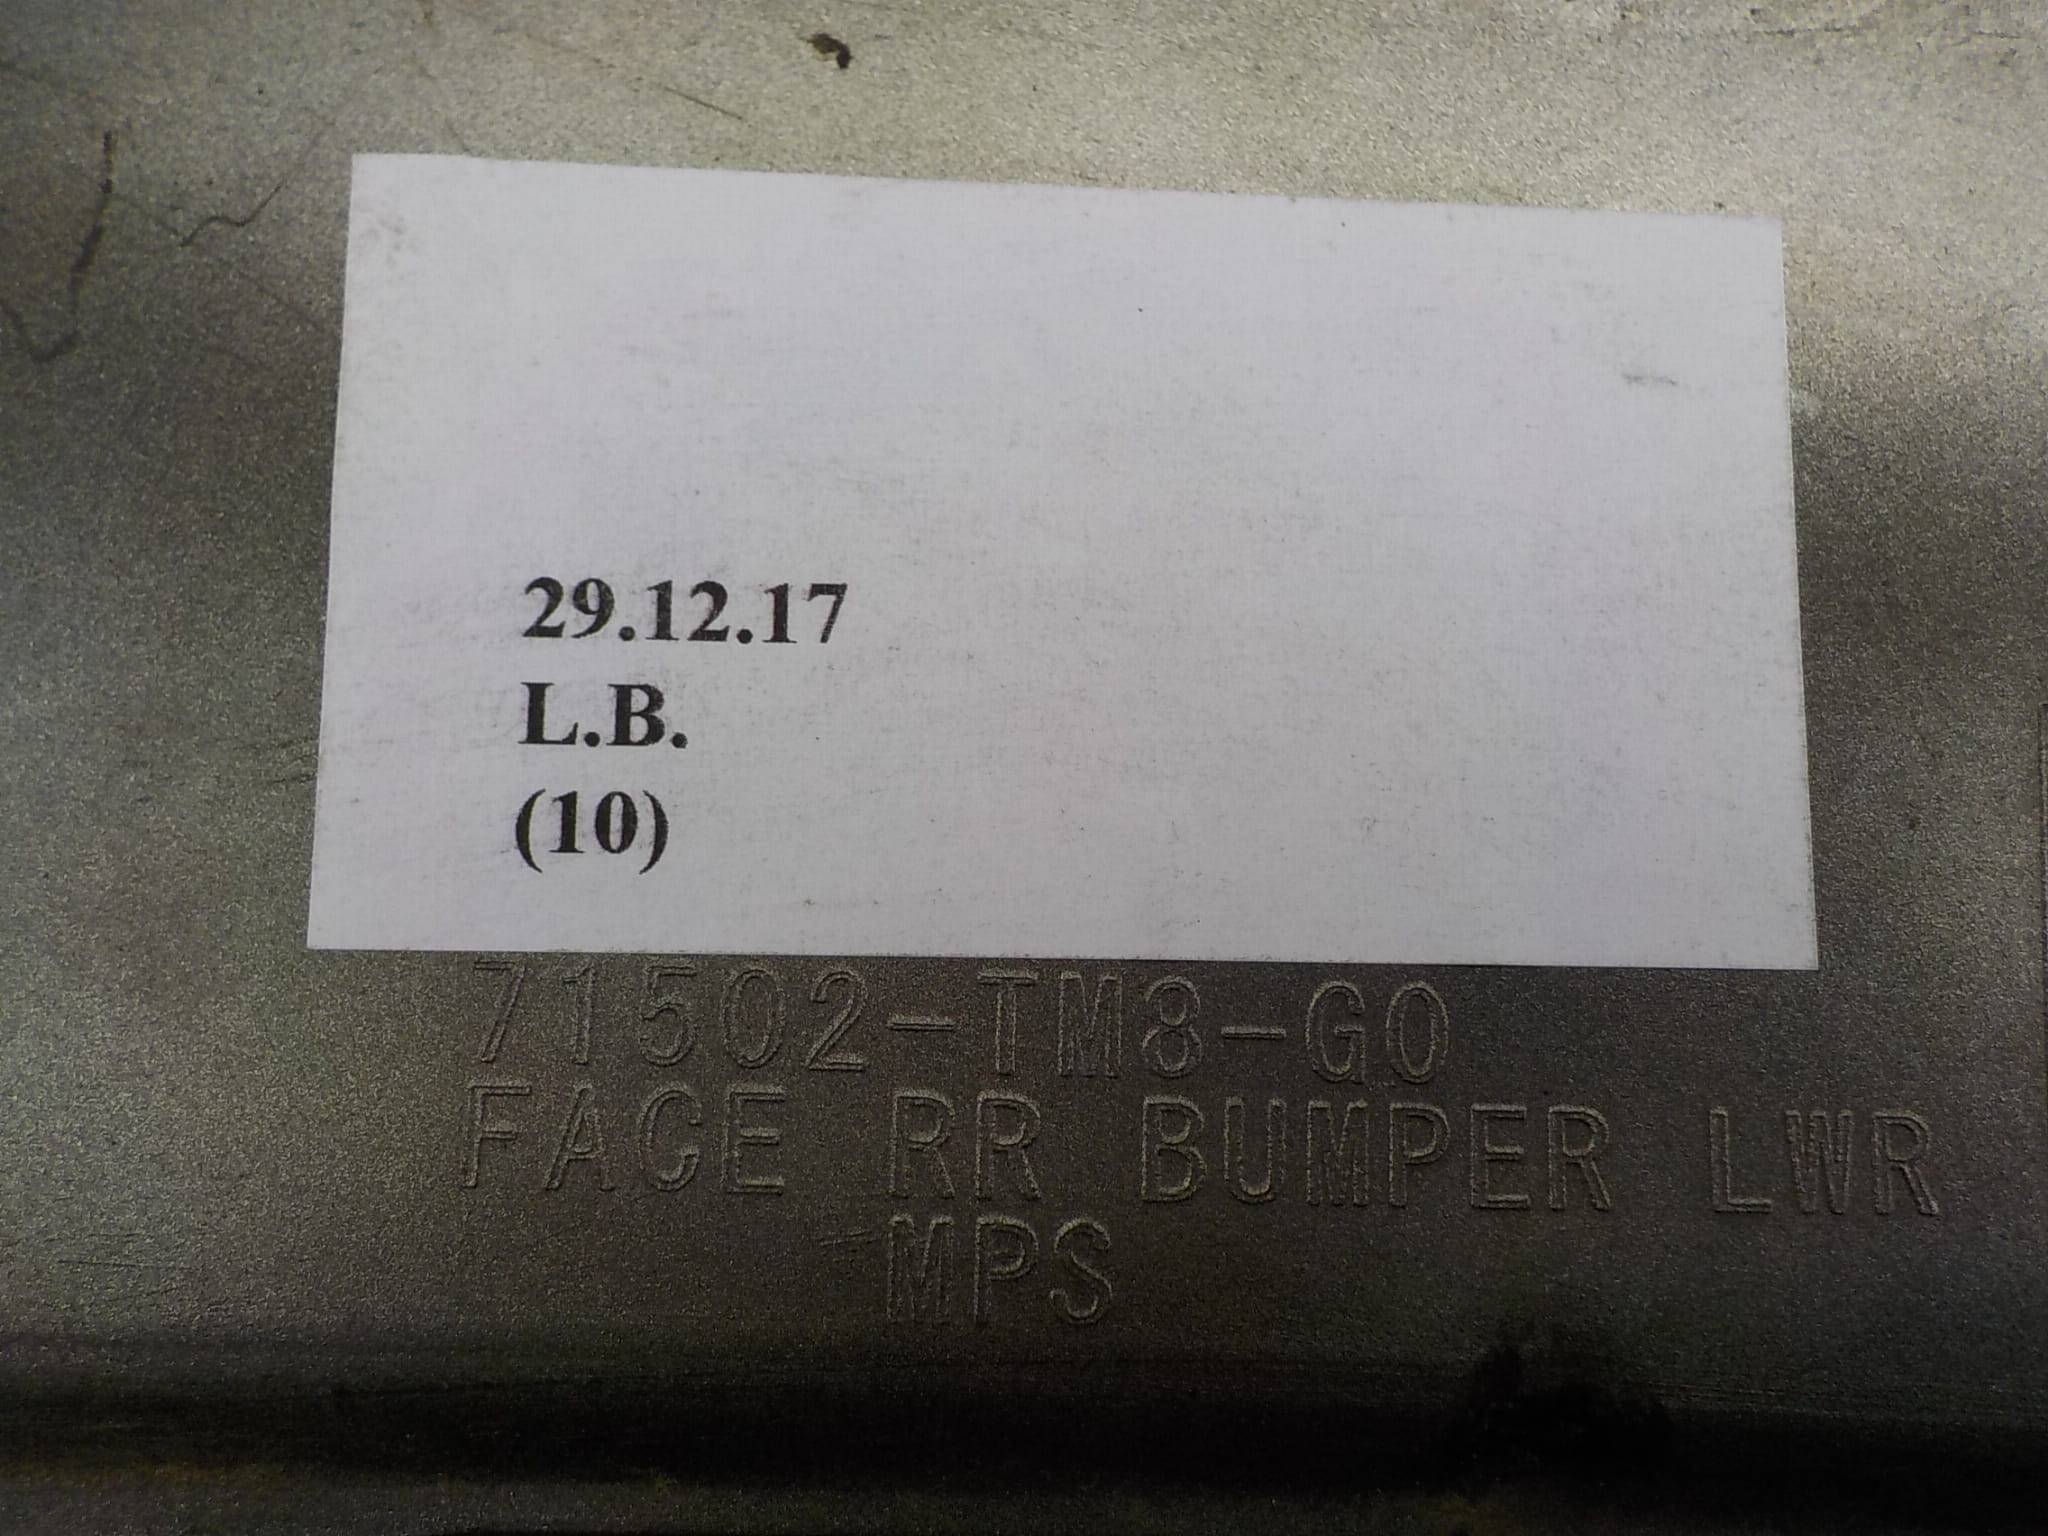 29.12.17
L.B.
(10)
71502-TM8-G0
FACE RR BUMPER LWR
MPS